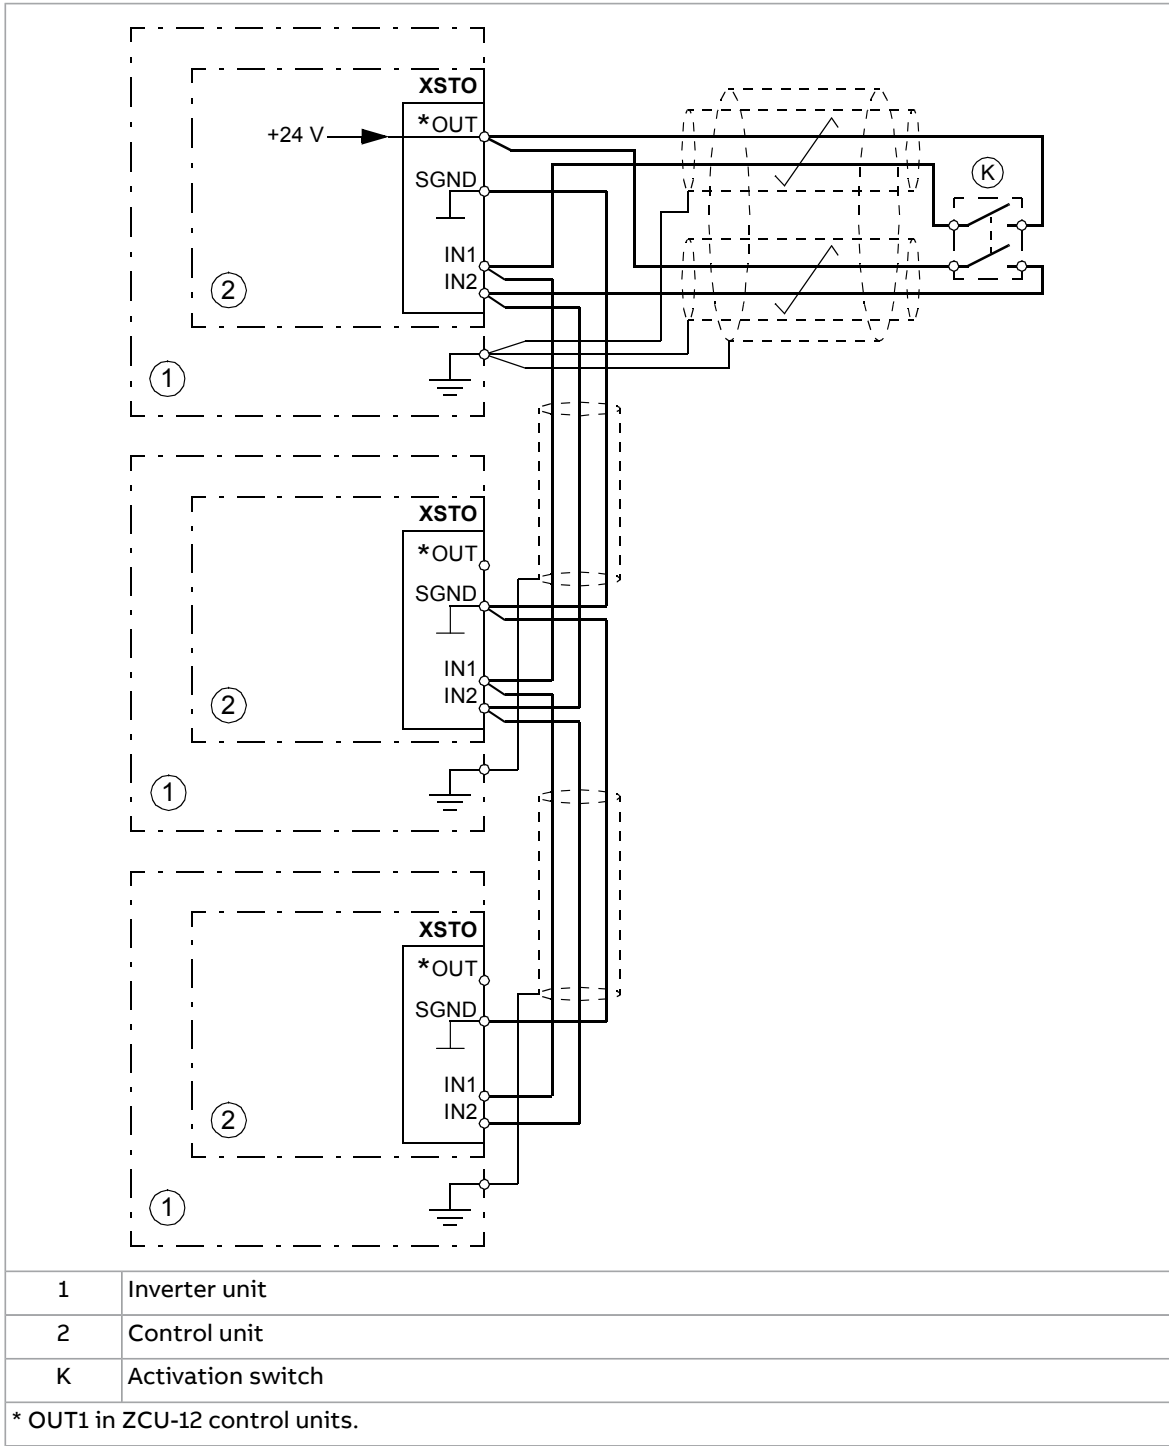 XSTO
+24 V
*OUT
SGND
K
IN1
IN2
2
1
XSTO
*OUT
SGND
IN1
IN2
2
1
XSTO
*OUT
SGND
IN1
IN2
2
1
1 Inverter unit
2 Control unit
K Activation switch
* OUT1 in ZCU-12 control units.